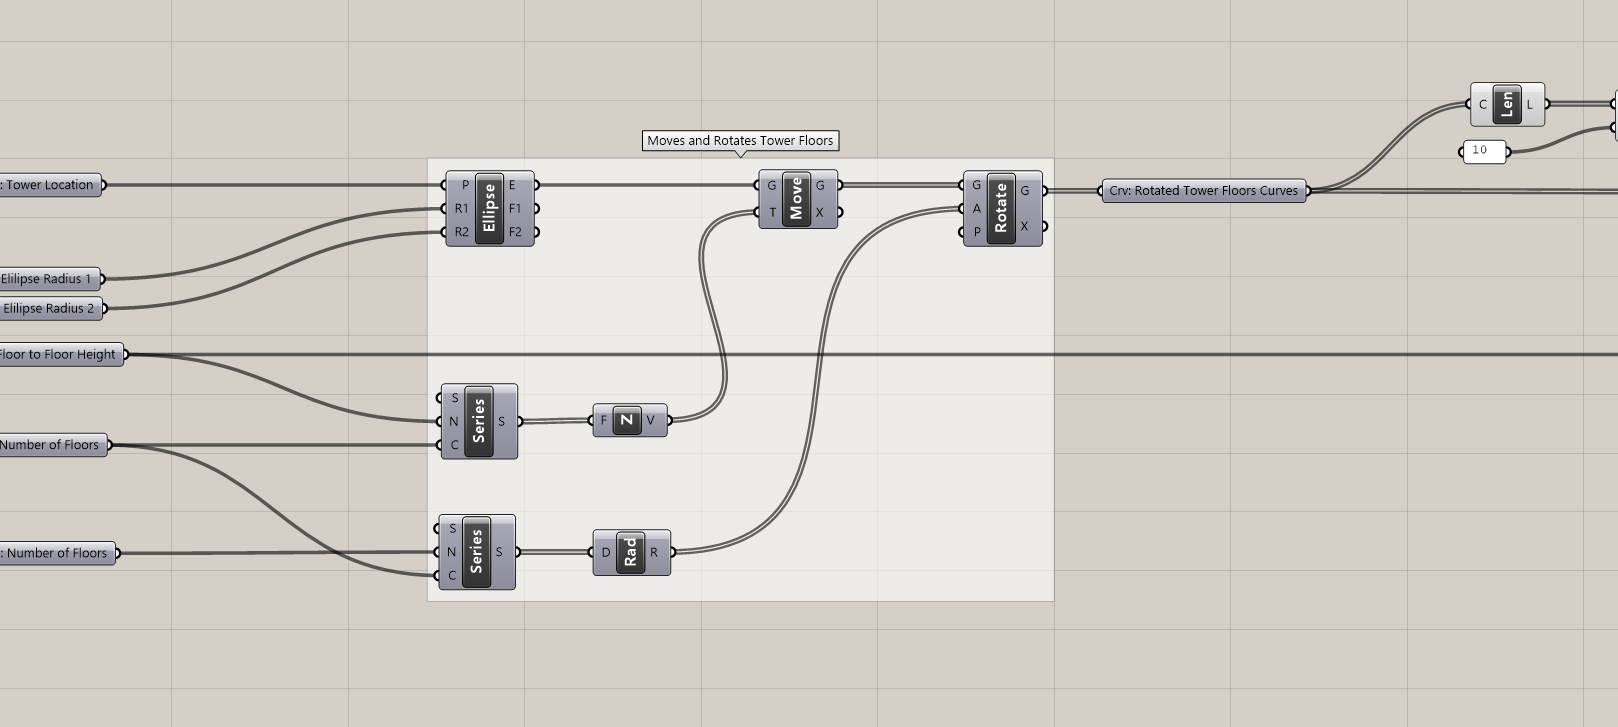 Moves and Rotates Tower Floors
: Tower Location
Elilipse Radius 1
Elilipse Radius 2
Floor to Floor Height
Number of Floors
: Number of Floors
P
R1
R2
Ellipse
E
F1
F2
G
T
Move
G
X
G
A
P
Rotate
G
X
Crv: Rotated Tower Floors Curves
C
Len
L
10
S
N
C
Series
S
F
Z
V
S
N
C
Series
S
D
Rad
R